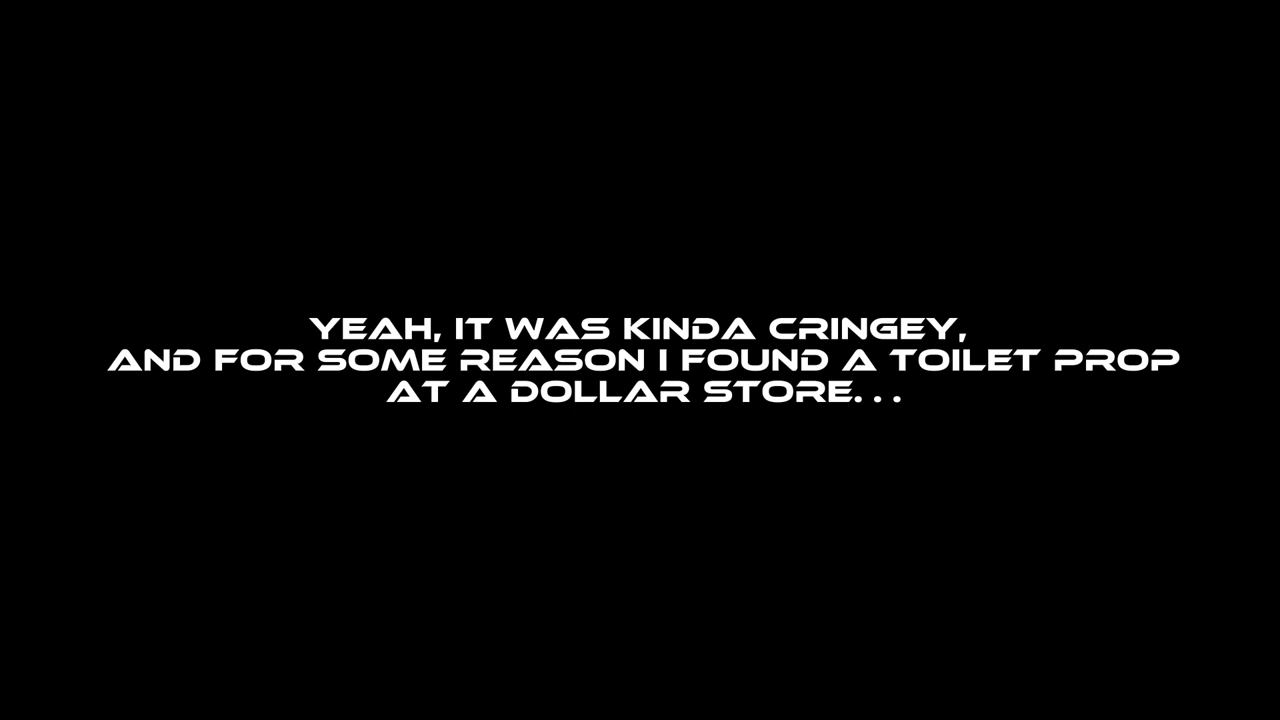 YEAH, IT WAS KINDA CRINGEY,
AND FOR SOME REASON I FOUND A TOILET PROP
AT A DOLLAR STORE...